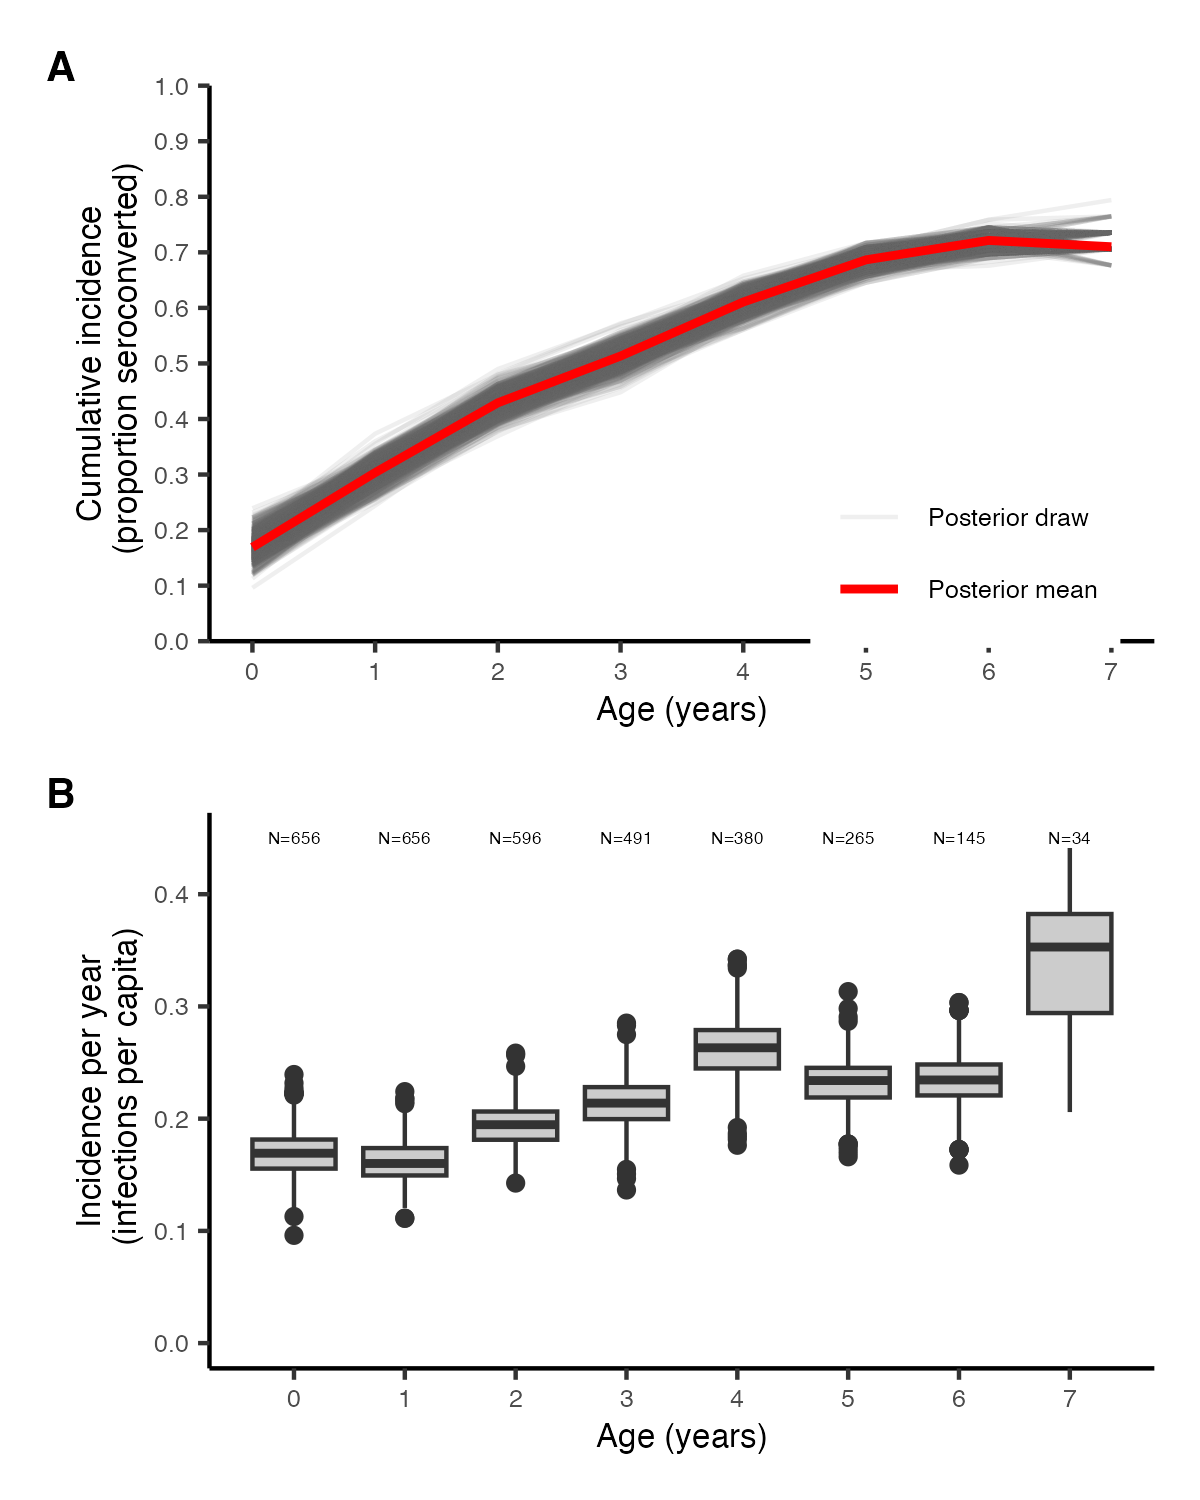 A
Cumulative incidence
(proportion seroconverted)
1.0
0.9
0.8
0.7
0.6
0.5
0.4
0.3
0.2
0.1
0.0
Posterior draw
Posterior mean
0 1 2 3 4 5 6 7
Age (years)
B
Incidence per year
(infections per capita)
N=656 N=656 N=596 N=491 N=380 N=265 N=145 N=34
0.4
0.3
0.2
0.1
0.0
0 1 2 3 4 5 6 7
Age (years)